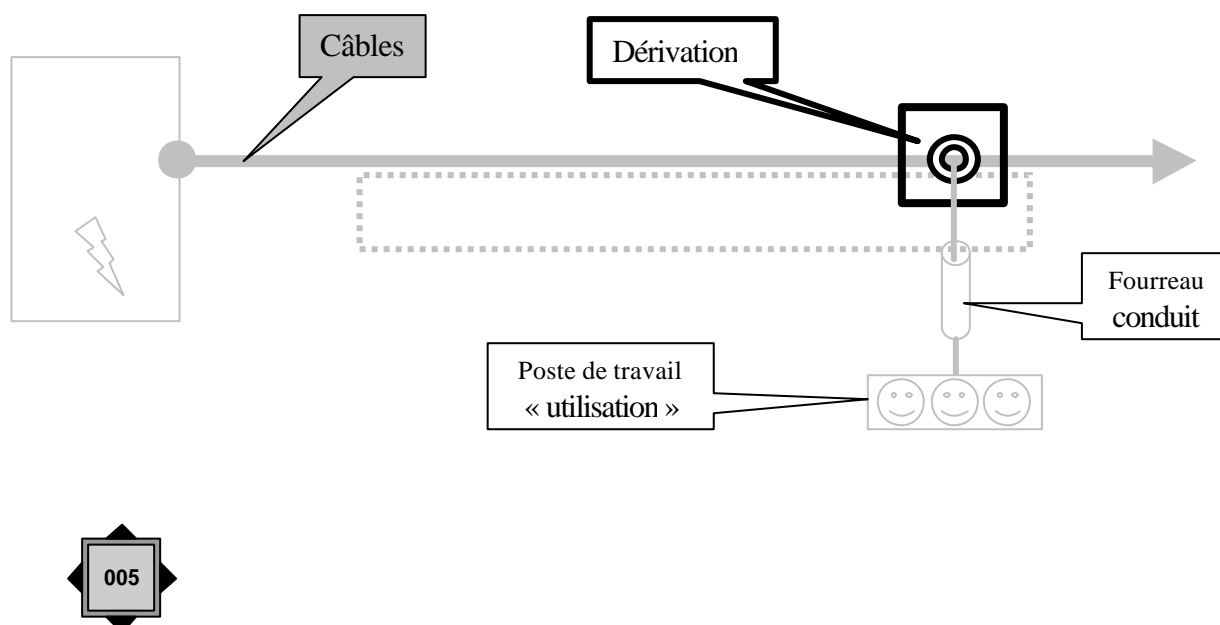 Câbles
Dérivation
Fourreau
conduit
Poste de travail
« utilisation »
005